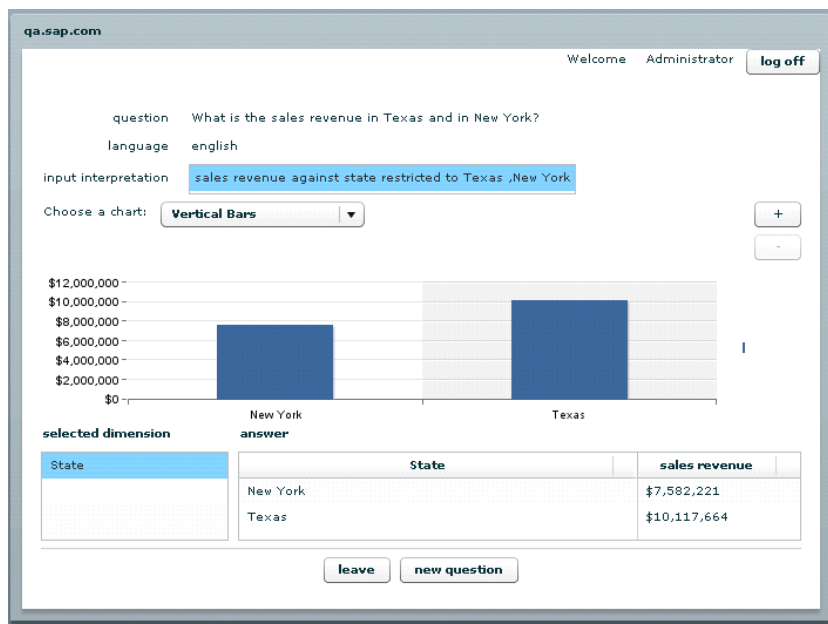 qa.sap.com
Welcome Administrator log off
question What is the sales revenue in Texas and in New York?
language english
input interpretation sales revenue against state restricted to Texas ,New York
Choose a chart: Vertical Bars +
-
$12,000,000
$10,000,000
$8,000,000
$6,000,000
$4,000,000
$2,000,000
$0
New York Texas
selected dimension answer
State State sales revenue
New York $7,582,221
Texas $10,117,664
leave new question